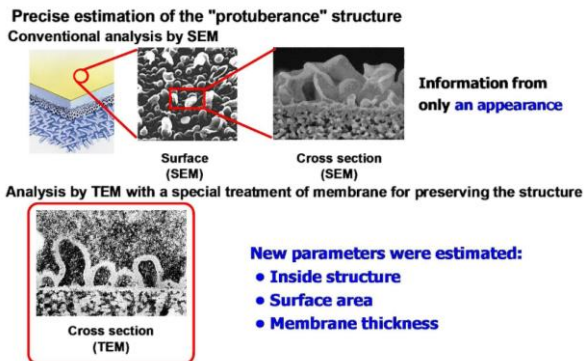 Precise estimation of the "protuberance" structure
Conventional analysis by SEM
Information from
only an appearance
Surface
(SEM)
Cross section
(SEM)
Analysis by TEM with a special treatment of membrane for preserving the structure
New parameters were estimated:
• Inside structure
• Surface area
• Membrane thickness
Cross section
(TEM)